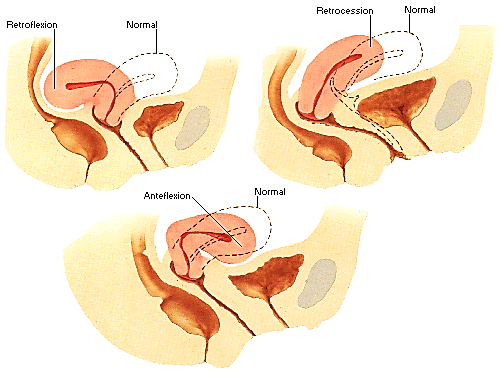 Retroflexion
Normal
Retrocession
Normal
Anteflexion
Normal